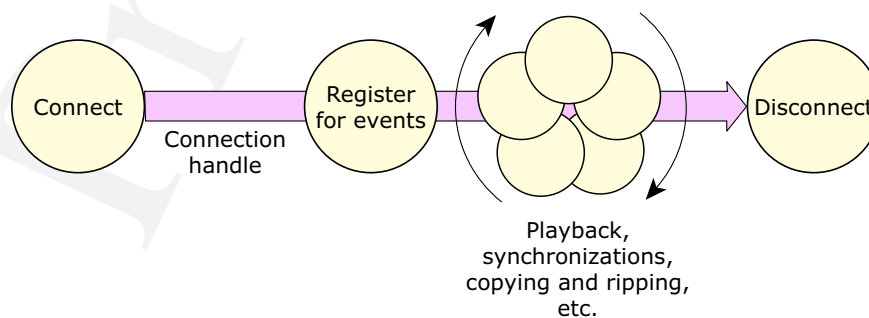 Connect
Connection
handle
Register
for events
Playback,
synchronizations,
copying and ripping,
etc.
Disconnect